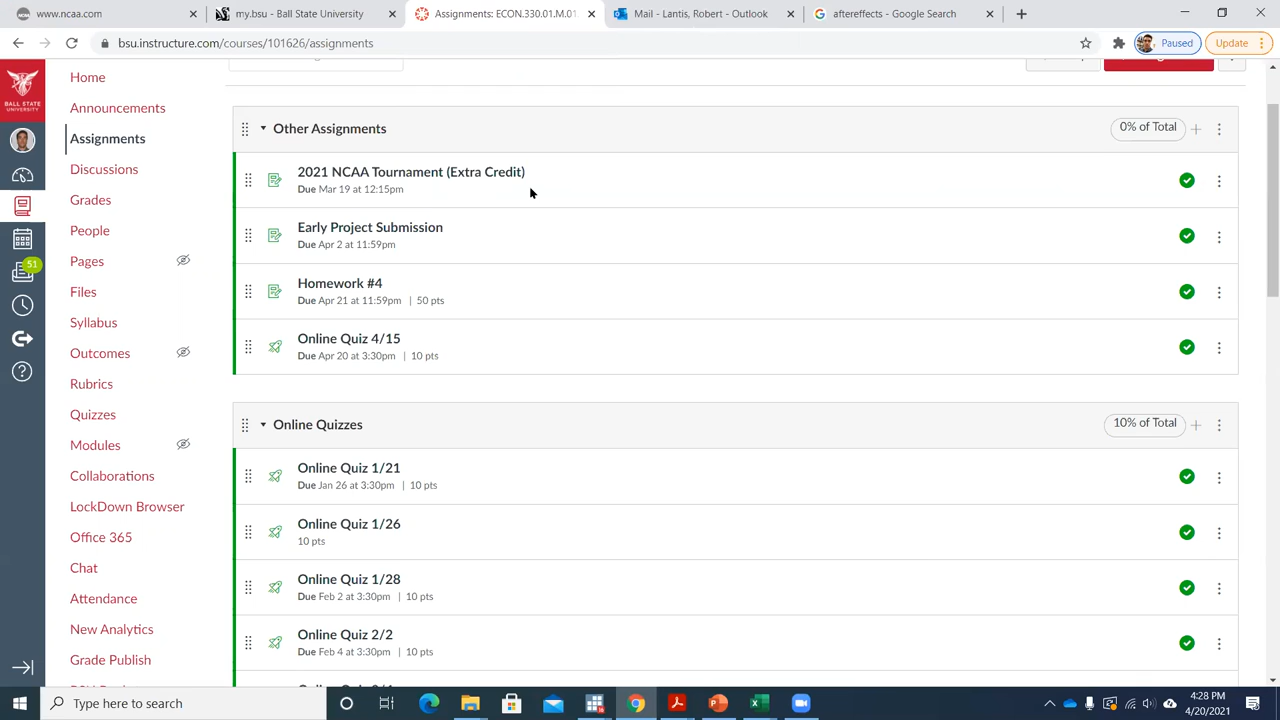 www.ncaa.com
my.bsu - Ball State University
Assignments: ECON.330.01.M.01.
Mail - Lantis, Robert - Outlook
aftereffects - Google Search
bsu.instructure.com/courses/101626/assignments
Paused
Update
BALL STATE
UNIVERSITY
51
Home
Announcements
Assignments
Discussions
Grades
People
Pages
Files
Syllabus
Outcomes
Rubrics
Quizzes
Modules
Collaborations
LockDown Browser
Office 365
Chat
Attendance
New Analytics
Grade Publish
Other Assignments
0% of Total
2021 NCAA Tournament (Extra Credit)
Due Mar 19 at 12:15pm
Early Project Submission
Due Apr 2 at 11:59pm
Homework #4
Due Apr 21 at 11:59pm | 50 pts
Online Quiz 4/15
Due Apr 20 at 3:30pm | 10 pts
Online Quizzes
10% of Total
Online Quiz 1/21
Due Jan 26 at 3:30pm | 10 pts
Online Quiz 1/26
10 pts
Online Quiz 1/28
Due Feb 2 at 3:30pm | 10 pts
Online Quiz 2/2
Due Feb 4 at 3:30pm | 10 pts
Type here to search
4:28 PM
4/20/2021